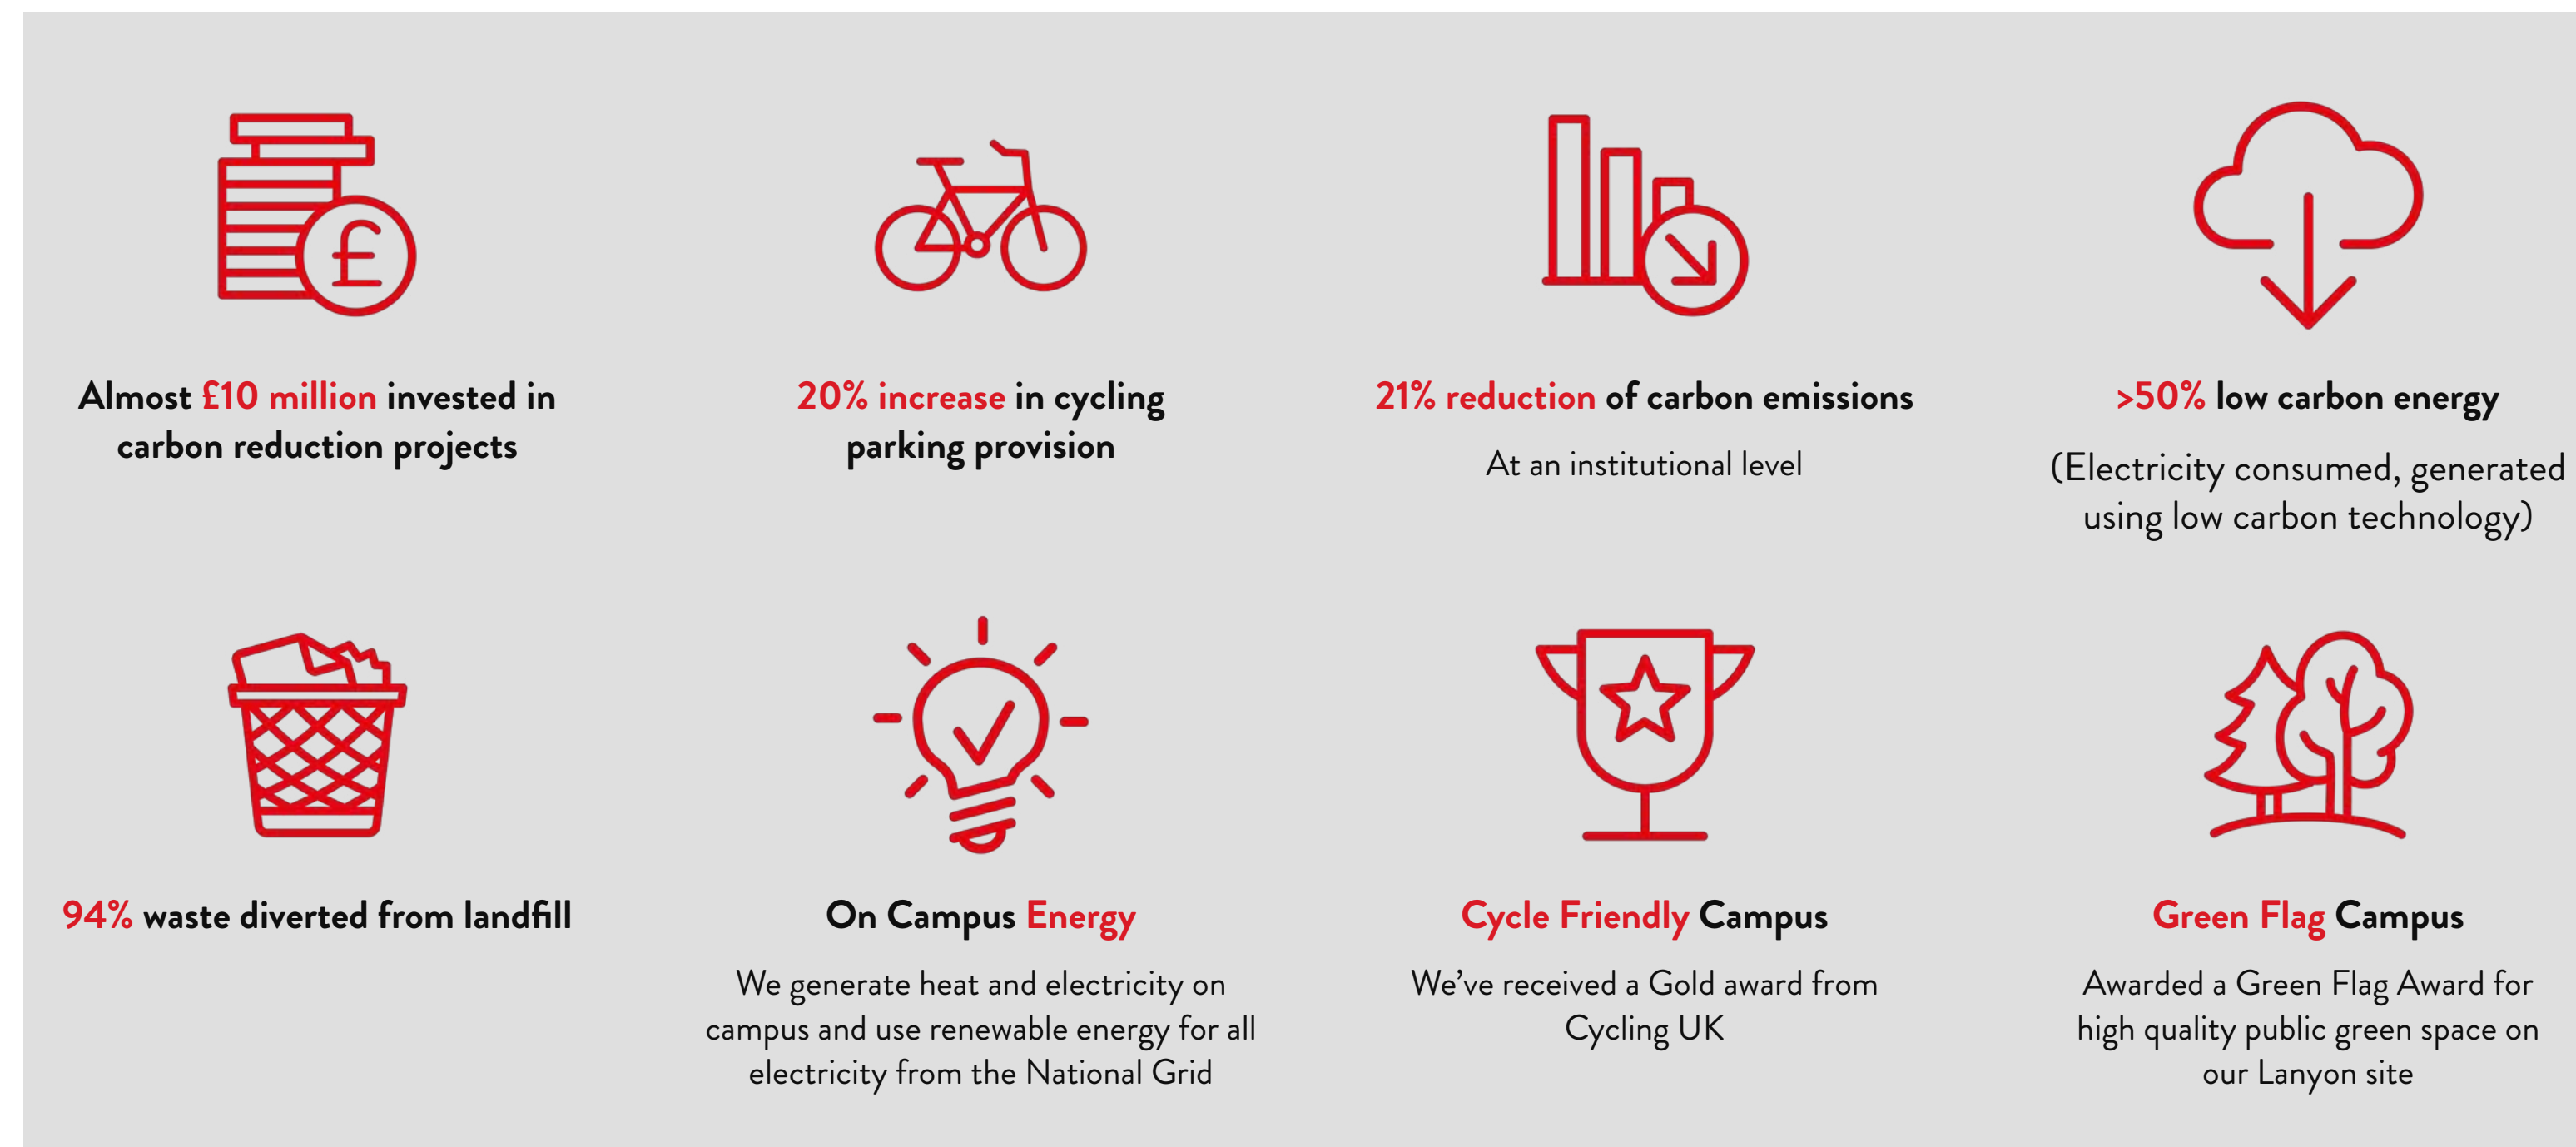 Almost £10 million invested in
carbon reduction projects
20% increase in cycling
parking provision
21% reduction of carbon emissions
At an institutional level
>50% low carbon energy
(Electricity consumed, generated
using low carbon technology)
94% waste diverted from landfill
On Campus Energy
We generate heat and electricity on
campus and use renewable energy for all
electricity from the National Grid
Cycle Friendly Campus
We’ve received a Gold award from
Cycling UK
Green Flag Campus
Awarded a Green Flag Award for
high quality public green space on
our Lanyon site